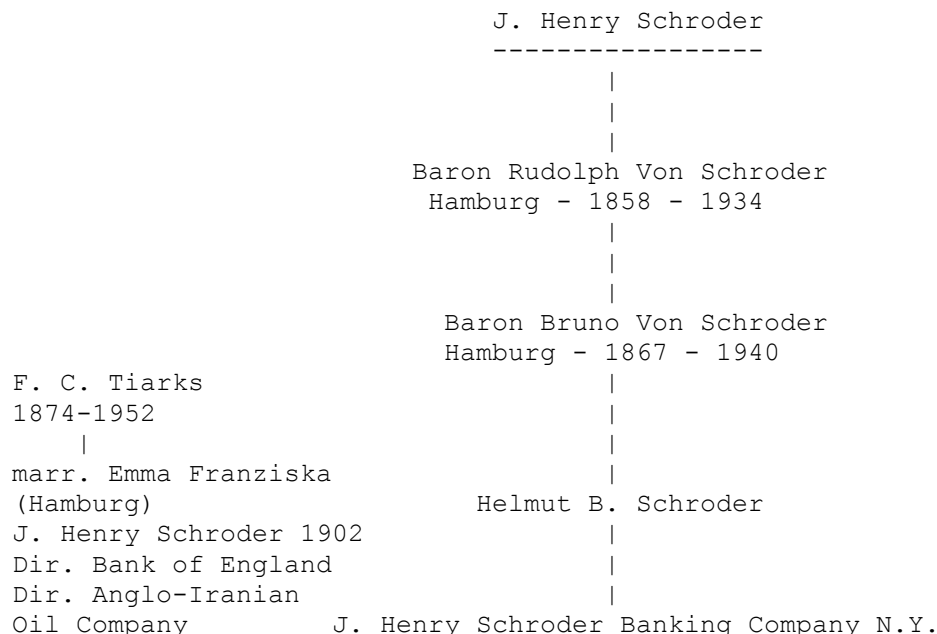 J. Henry Schroder
-----------------
|
|
|
Baron Rudolph Von Schroder
Hamburg - 1858 - 1934
|
|
|
Baron Bruno Von Schroder
Hamburg - 1867 - 1940
F. C. Tiarks |
1874-1952 |
| |
marr. Emma Franziska |
(Hamburg) Helmut B. Schroder
J. Henry Schroder 1902 |
Dir. Bank of England |
Dir. Anglo-Iranian |
Oil Company J. Henry Schroder Banking Company N.Y.